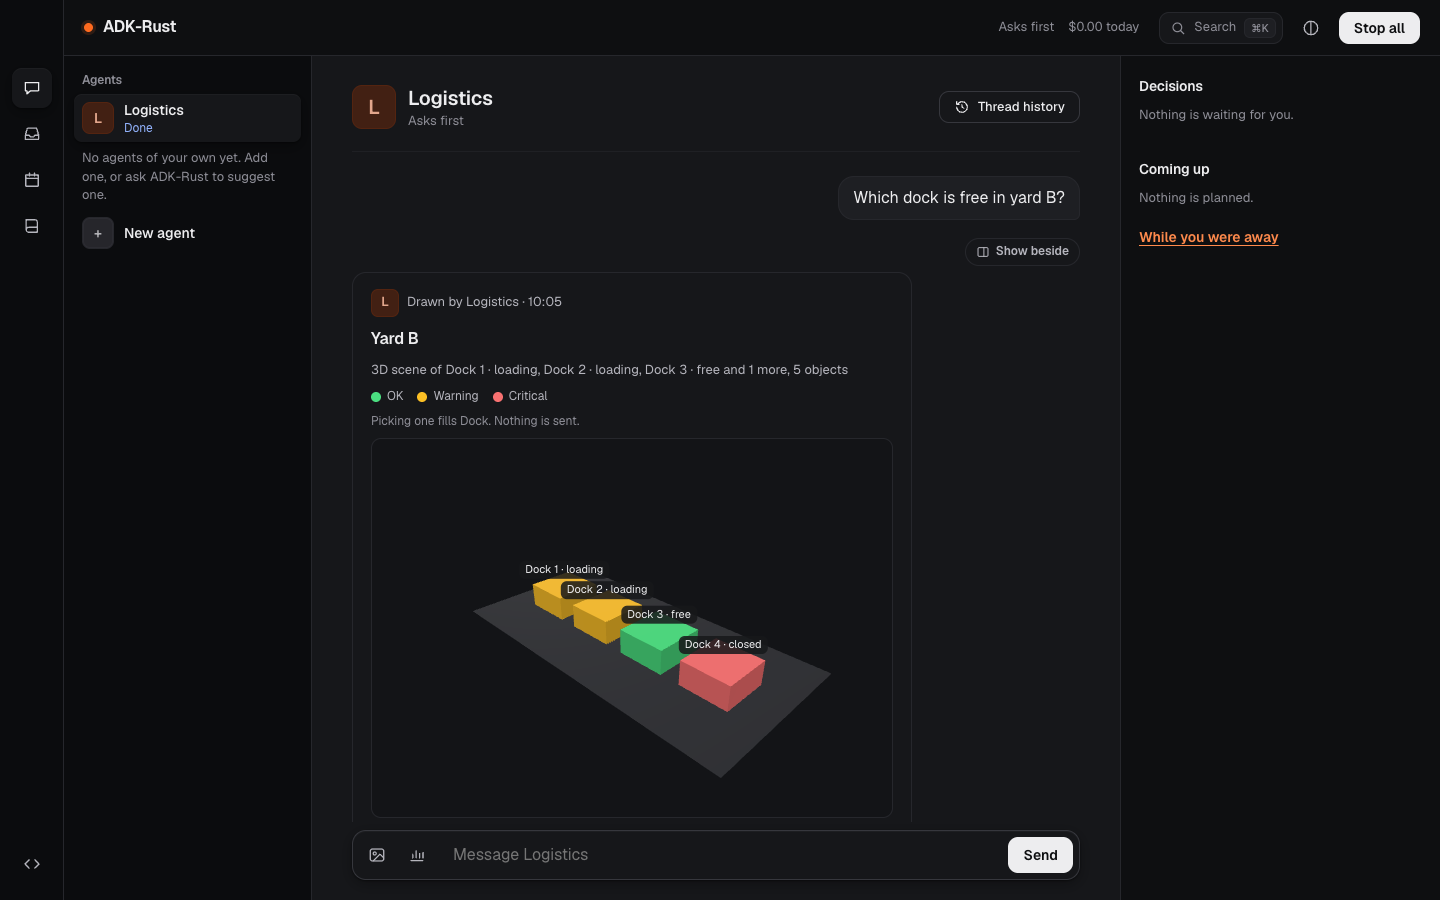 ADK-Rust
Asks first
$0.00 today
Search
⌘K
Stop all
Agents
L
Logistics
Done
No agents of your own yet. Add
one, or ask ADK-Rust to suggest
one.
+
New agent
L
Logistics
Asks first
Thread history
Which dock is free in yard B?
Show beside
L
Drawn by Logistics · 10:05
Yard B
3D scene of Dock 1 · loading, Dock 2 · loading, Dock 3 · free and 1 more, 5 objects
OK
Warning
Critical
Picking one fills Dock. Nothing is sent.
Dock 1 · loading
Dock 2 · loading
Dock 3 · free
Dock 4 · closed
Message Logistics
Send
Decisions
Nothing is waiting for you.
Coming up
Nothing is planned.
While you were away